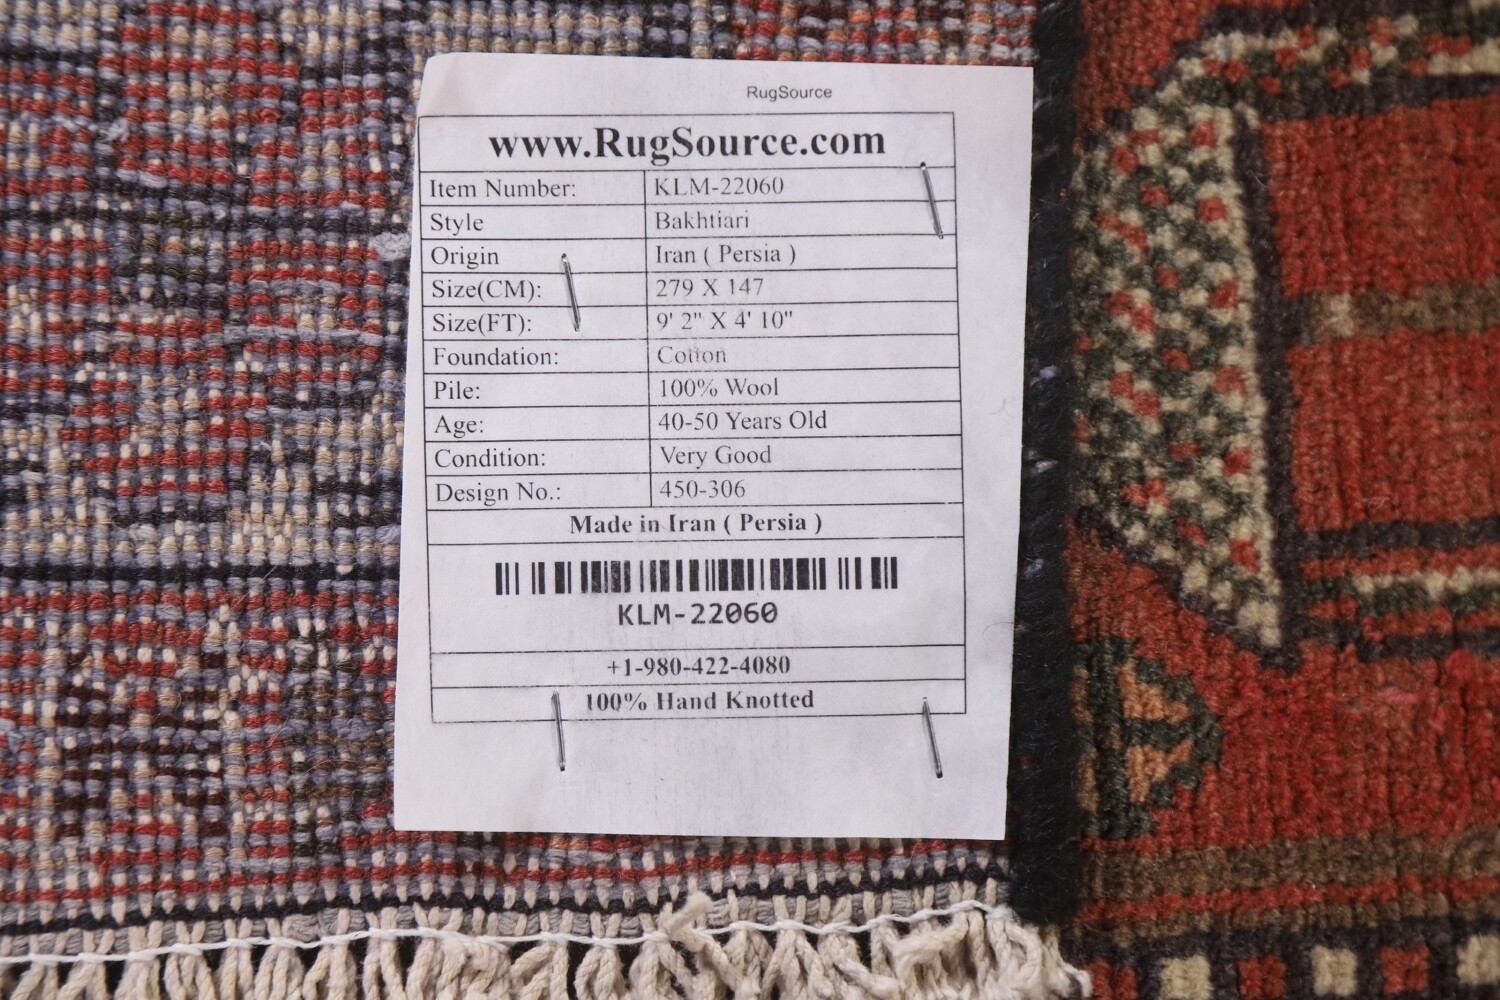 RugSource
www.RugSource.com
Item Number: KLM-22060
Style Bakhtiari
Origin Iran ( Persia )
Size(CM): 279 X 147
Size(FT): 9' 2" X 4' 10"
Foundation: Cotton
Pile: 100% Wool
Age: 40-50 Years Old
Condition: Very Good
Design No.: 450-306
Made in Iran ( Persia )
KLM-22060
+1-980-422-4080
100% Hand Knotted